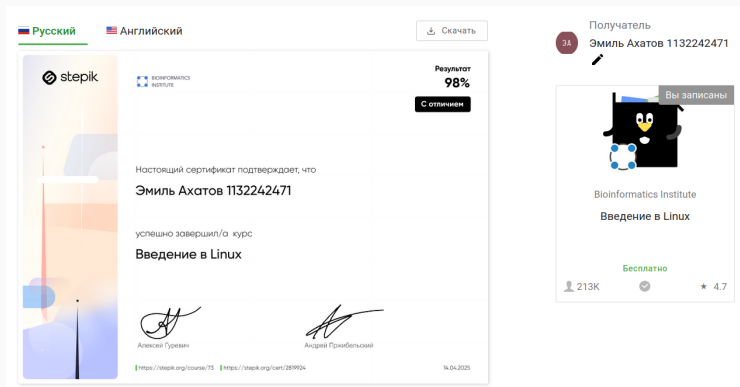 Русский
Английский
Скачать
stepik
BIOINFORMATICS
INSTITUTE
Результат
98%
С отличием
Настоящий сертификат подтверждает, что
Эмиль Ахатов 1132242471
успешно завершил/а курс
Введение в Linux
Алексей Гуревич
Андрей Пржибельский
https://stepik.org/course/73
https://stepik.org/cert/2819924
14.04.2025
Получатель
ЭА
Эмиль Ахатов 1132242471
Вы записаны
Bioinformatics Institute
Введение в Linux
Бесплатно
213K
4.7